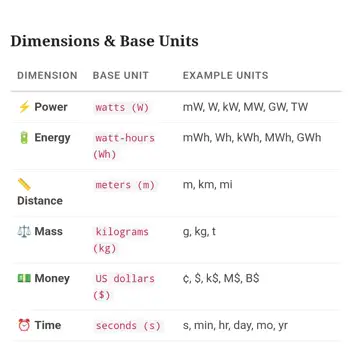 Dimensions & Base Units
DIMENSION BASE UNIT EXAMPLE UNITS
⚡ Power watts (W) mW, W, kW, MW, GW, TW
🔋 Energy watt-hours mWh, Wh, kWh, MWh, GWh
(Wh)
📏 meters (m) m, km, mi
Distance
⚖️ Mass kilograms g, kg, t
(kg)
💵 Money US dollars ¢, $, k$, M$, B$
($)
⏰ Time seconds (s) s, min, hr, day, mo, yr